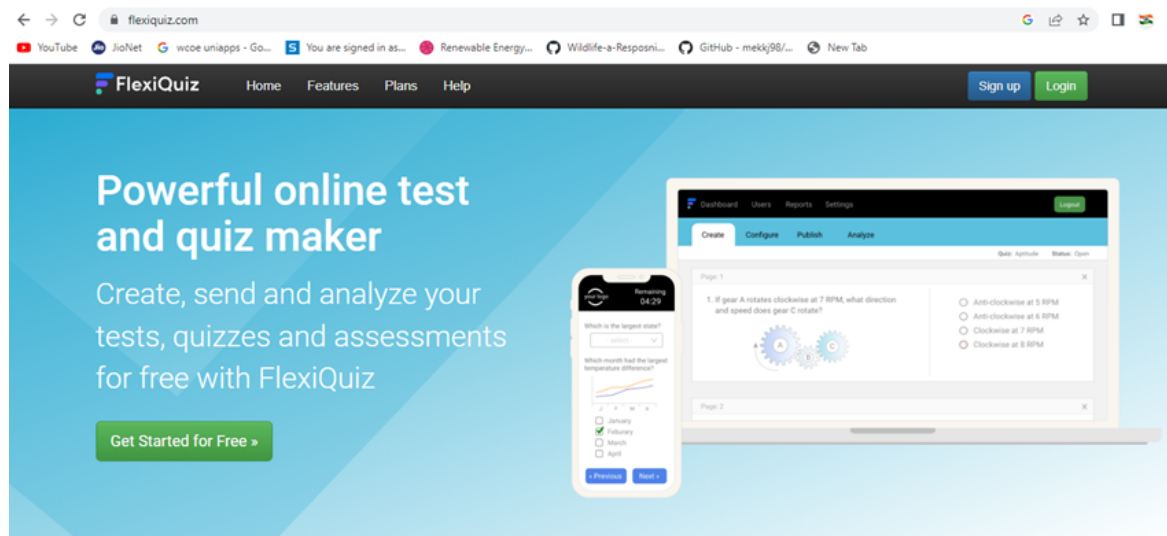 flexiquiz.com
YouTube JioNet wcoe uniapps - Go... You are signed in as... Renewable Energy... Wildlife-a-Resposni... GitHub - mekkj98/... New Tab
FlexiQuiz Home Features Plans Help Sign up Login
Powerful online test
and quiz maker
Create, send and analyze your
tests, quizzes and assessments
for free with FlexiQuiz
Get Started for Free »
your logo
Remaining
04:29
Which is the largest state?
- select -
Which month had the largest
temperature difference?
J F M A
January
Feburary
March
April
‹ Previous Next ›
Dashboard Users Reports Settings Logout
Create Configure Publish Analyze
Quiz: Aptitude Status: Open
Page: 1 X
1. If gear A rotates clockwise at 7 RPM, what direction
and speed does gear C rotate?
A B C
Anti-clockwise at 5 RPM
Anti-clockwise at 6 RPM
Clockwise at 7 RPM
Clockwise at 8 RPM
Page: 2 X